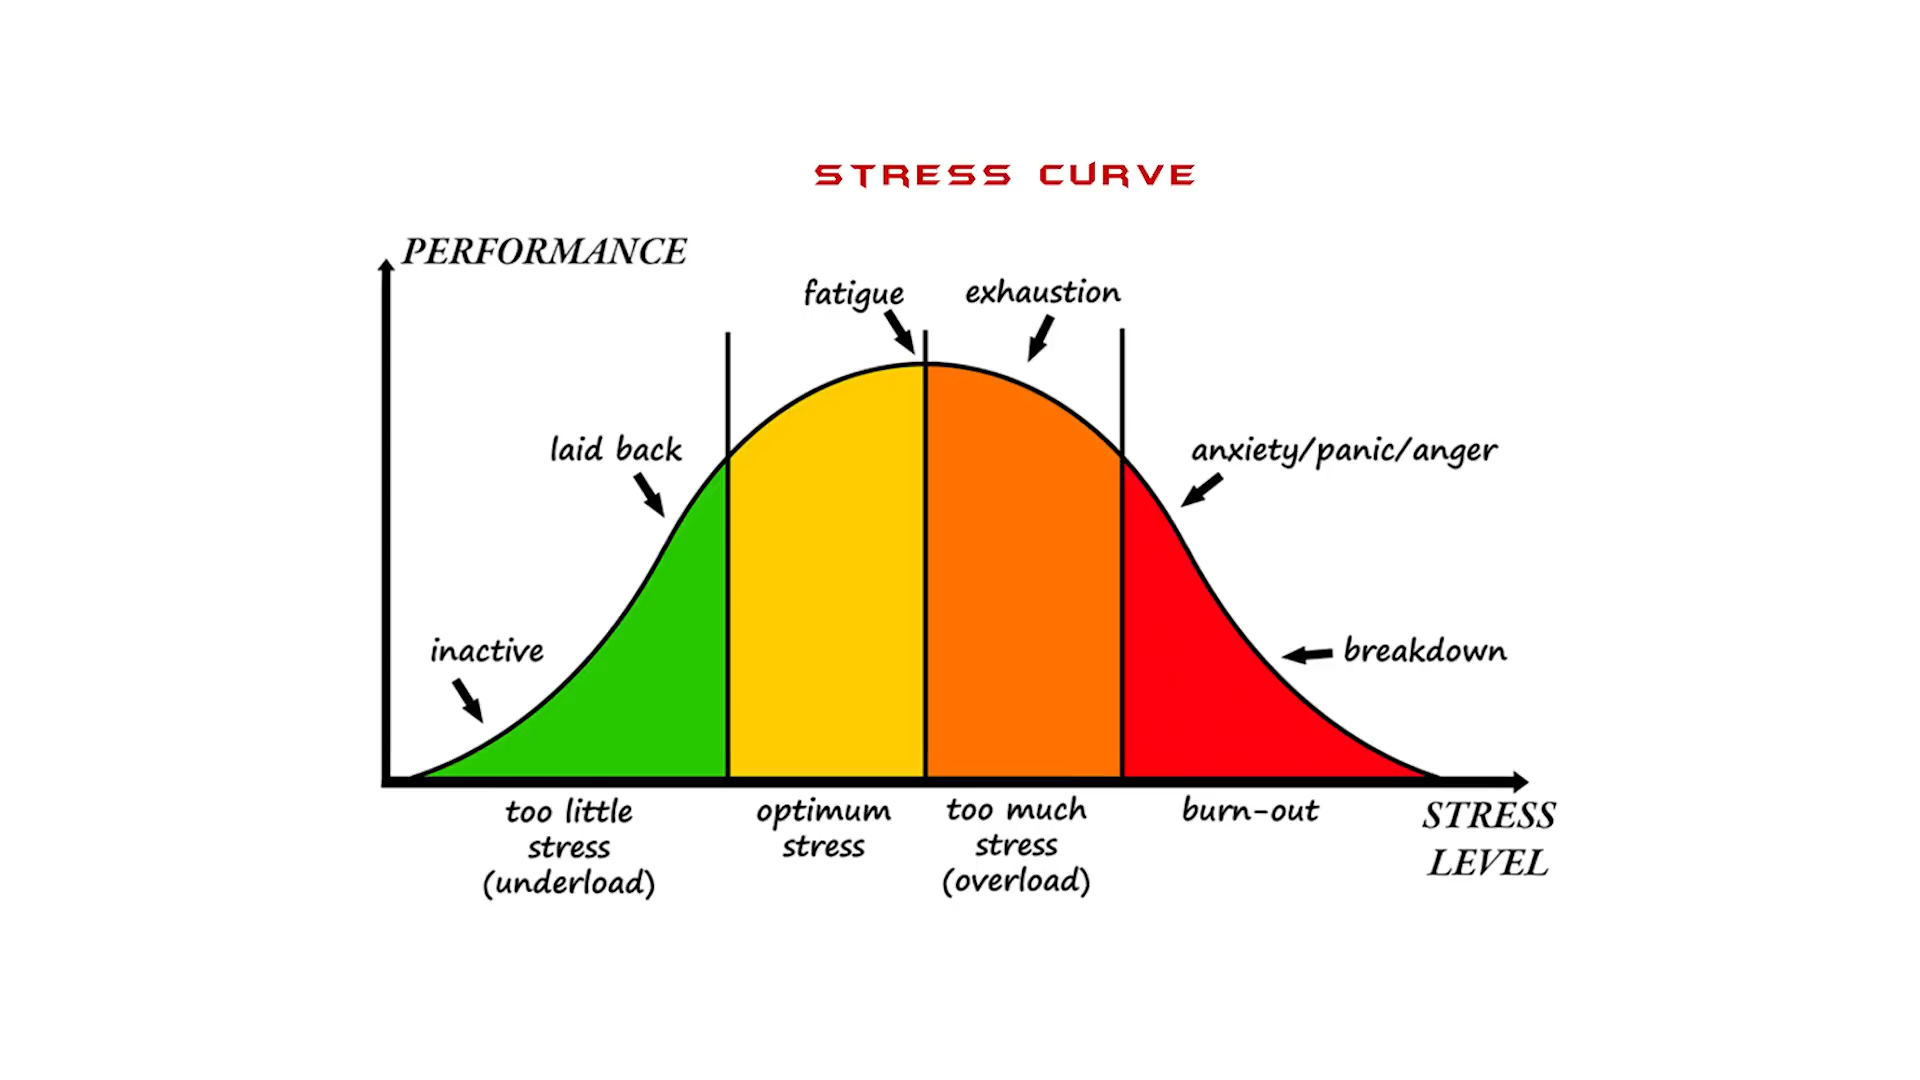 STRESS CURVE
PERFORMANCE
fatigue
exhaustion
laid back
anxiety/panic/anger
inactive
breakdown
too little
stress
(underload)
optimum
stress
too much
stress
(overload)
burn-out
STRESS
LEVEL